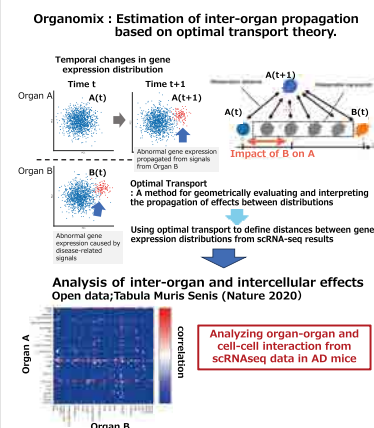 Organomix : Estimation of inter-organ propagation
based on optimal transport theory.
Temporal changes in gene
expression distribution
Time t
Time t+1
Organ A
A(t)
A(t+1)
Abnormal gene expression
propagated from signals
from Organ B
Organ B
B(t)
Abnormal gene
expression caused by
disease-related
signals
A(t+1)
A(t)
B(t)
Impact of B on A
Optimal Transport
: A method for geometrically evaluating and interpreting
the propagation of effects between distributions
Using optimal transport to define distances between gene
expression distributions from scRNA-seq results
Analysis of inter-organ and intercellular effects
Open data;Tabula Muris Senis (Nature 2020)
Organ A
correlation
Organ B
Analyzing organ-organ and
cell-cell interaction from
scRNAseq data in AD mice